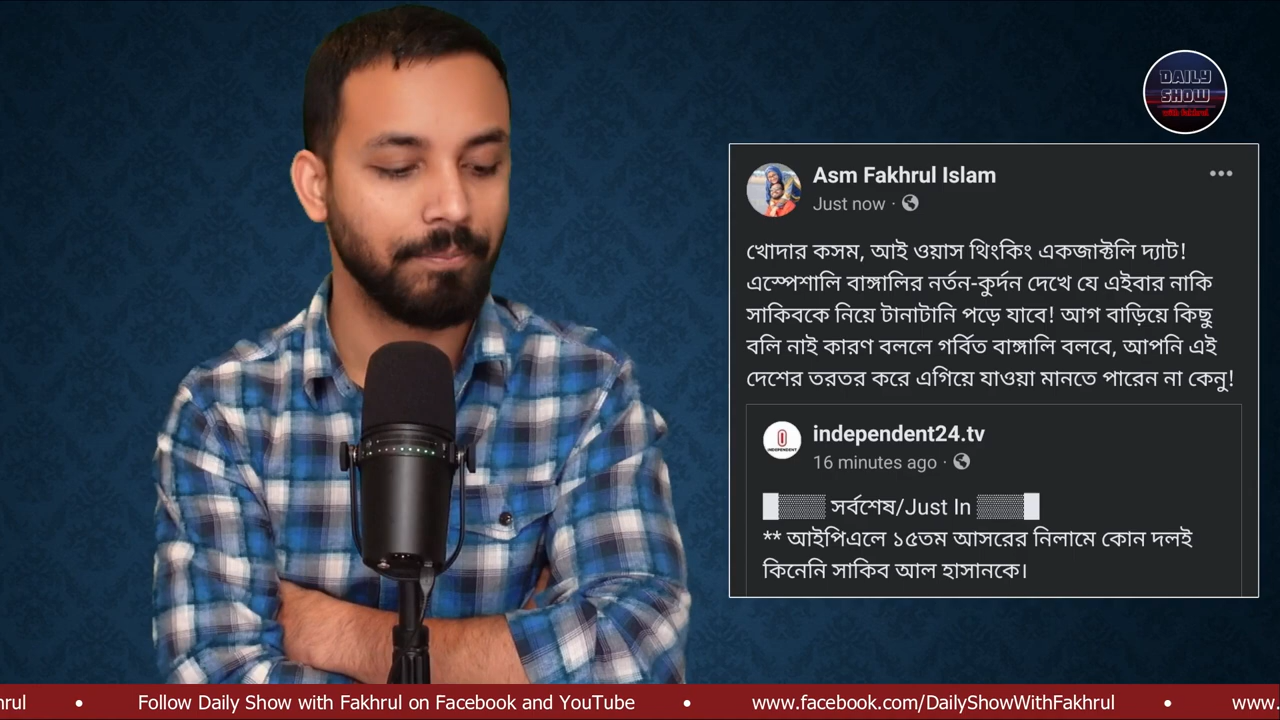 DAILY
SHOW
with fakhrul
Asm Fakhrul Islam
Just now ·
খোদার কসম, আই ওয়াস থিংকিং একজাক্টলি দ্যাট!
এস্পেশালি বাঙ্গালির নর্তন-কুর্দন দেখে যে এইবার নাকি
সাকিবকে নিয়ে টানাটানি পড়ে যাবে! আগ বাড়িয়ে কিছু
বলি নাই কারণ বললে গর্বিত বাঙ্গালি বলবে, আপনি এই
দেশের তরতর করে এগিয়ে যাওয়া মানতে পারেন না কেনু!
INDEPENDENT
independent24.tv
16 minutes ago ·
█▒▒▒ সর্বশেষ/Just In ▒▒▒█
** আইপিএলে ১৫তম আসরের নিলামে কোন দলই
কিনেনি সাকিব আল হাসানকে।
hrul • Follow Daily Show with Fakhrul on Facebook and YouTube • www.facebook.com/DailyShowWithFakhrul • www.